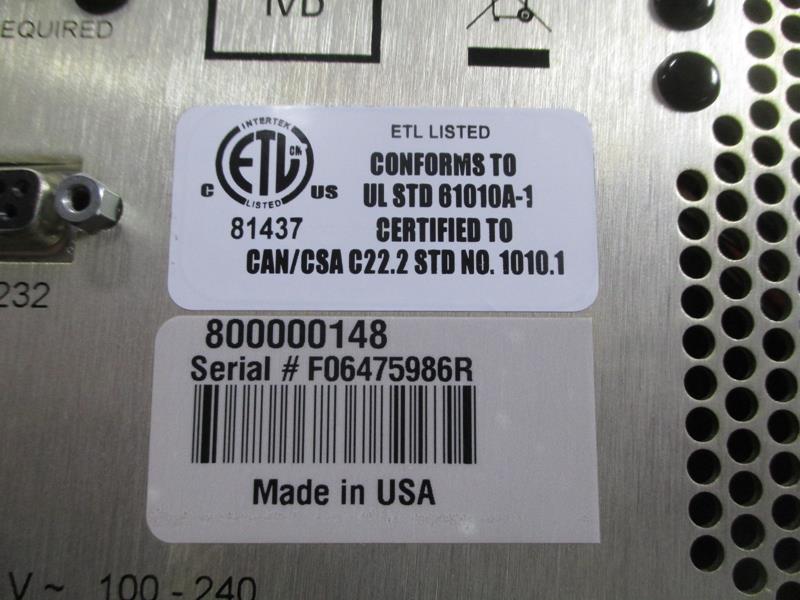 EQUIRED
IVD
INTERTEK
ETL CM
LISTED
C US
81437
ETL LISTED
CONFORMS TO
UL STD 61010A-1
CERTIFIED TO
CAN/CSA C22.2 STD NO. 1010.1
232
800000148
Serial # F06475986R
Made in USA
V ~ 100 - 240